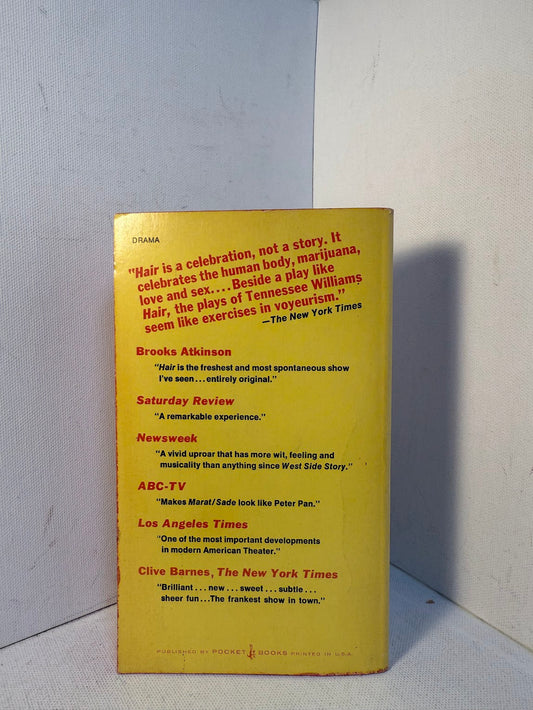 DRAMA
"Hair is a celebration, not a story. It
celebrates the human body, marijuana,
love and sex....Beside a play like
Hair, the plays of Tennessee Williams
seem like exercises in voyeurism."
—The New York Times
Brooks Atkinson
"Hair is the freshest and most spontaneous show
I've seen...entirely original."
Saturday Review
"A remarkable experience."
Newsweek
"A vivid uproar that has more wit, feeling and
musicality than anything since West Side Story."
ABC-TV
"Makes Marat/Sade look like Peter Pan."
Los Angeles Times
"One of the most important developments
in modern American Theater."
Clive Barnes, The New York Times
"Brilliant...new...sweet...subtle...
sheer fun...The frankest show in town."
PUBLISHED BY POCKET BOOKS PRINTED IN U.S.A.